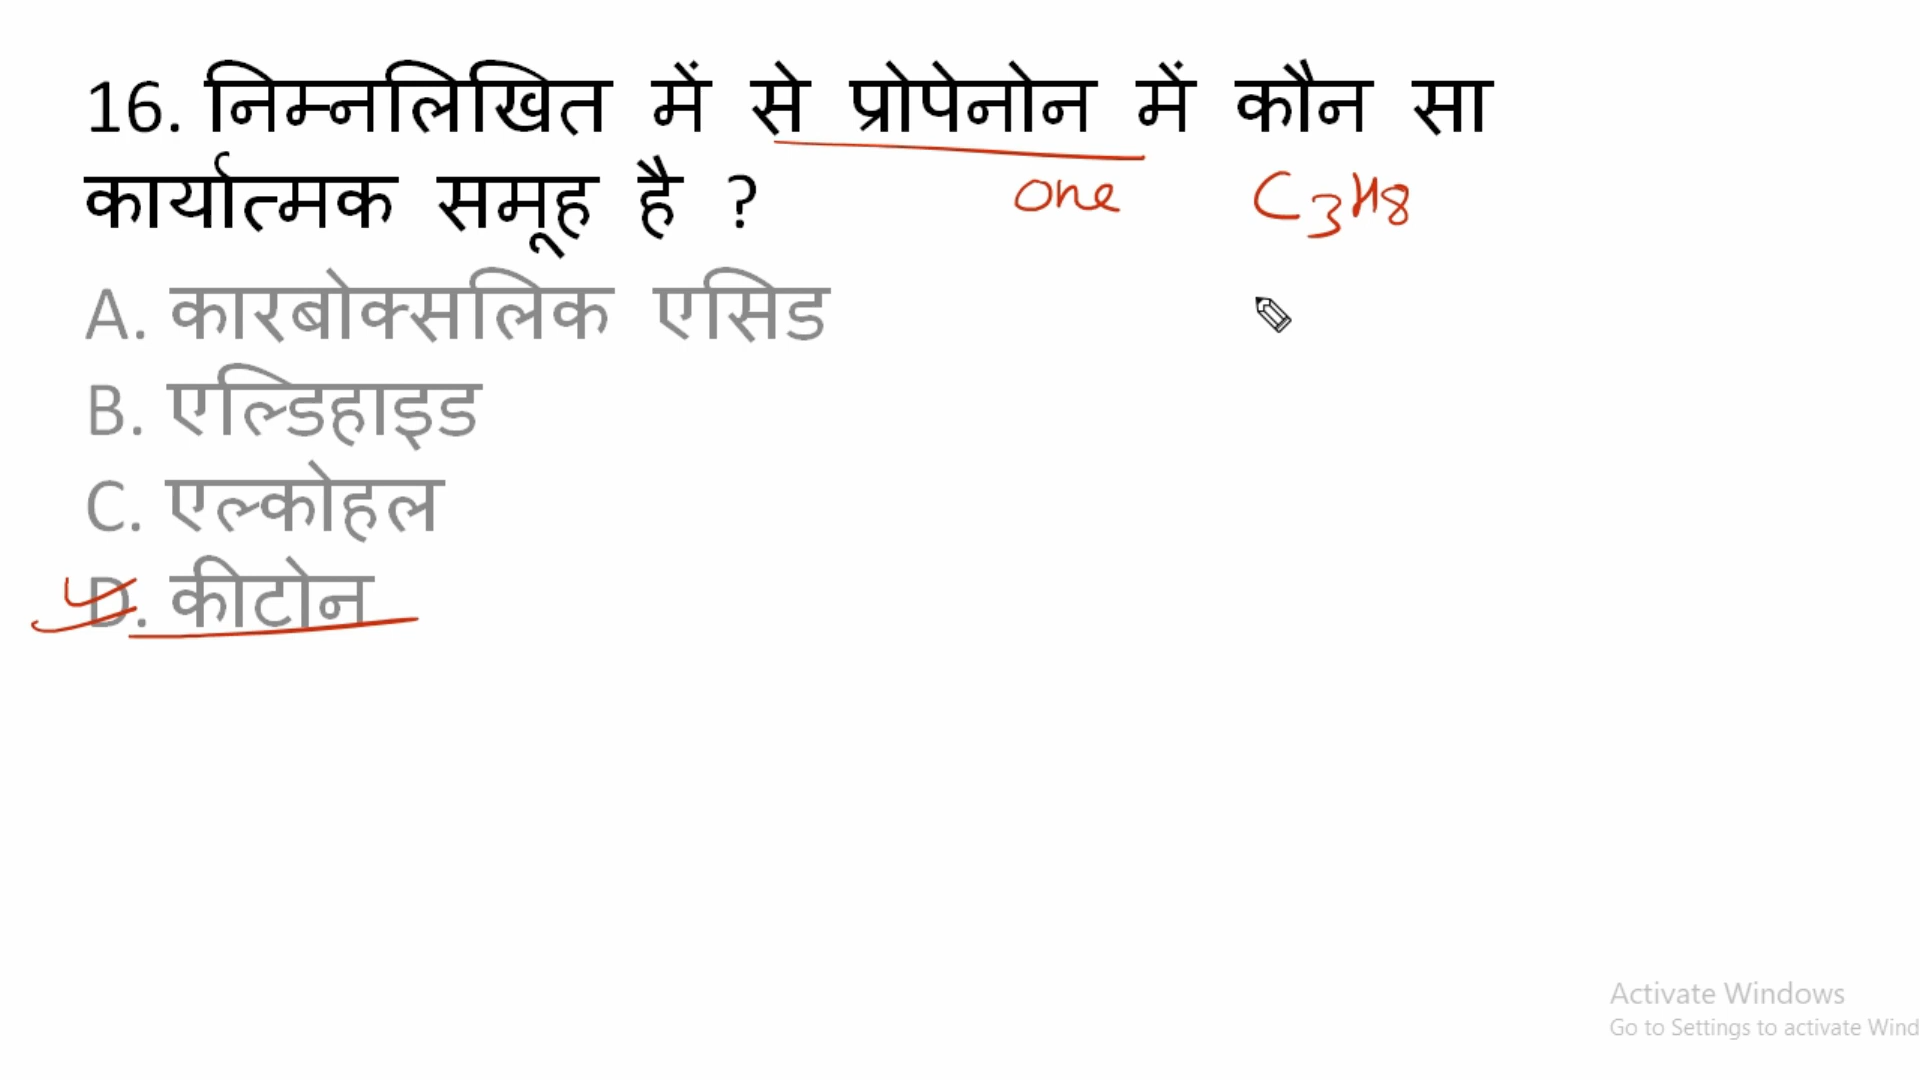 16. निम्नलिखित में से प्रोपेनोन में कौन सा
कार्यात्मक समूह है ?
one C3H8
A. कारबोक्सलिक एसिड
B. एल्डिहाइड
C. एल्कोहल
D. कीटोन
Activate Windows
Go to Settings to activate Wind